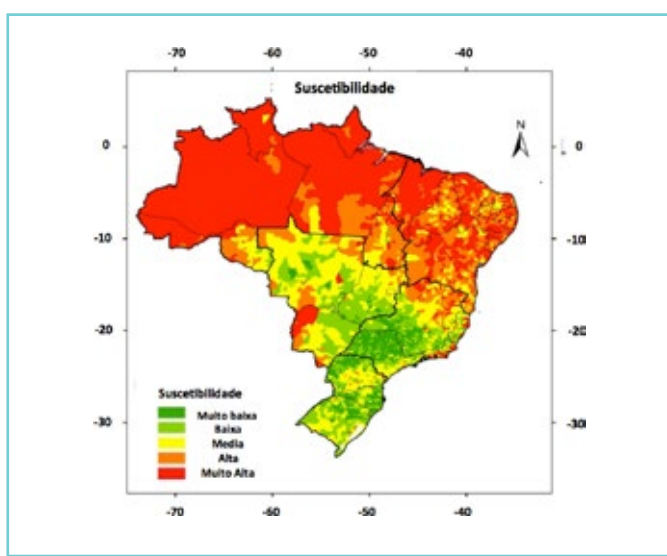 -70 -60 -50 -40
Suscetibilidade
N
0 0
-10 -10
-20 -20
-30 -30
Suscetibilidade
Muito baixa
Baixa
Media
Alta
Muito Alta
-70 -60 -50 -40